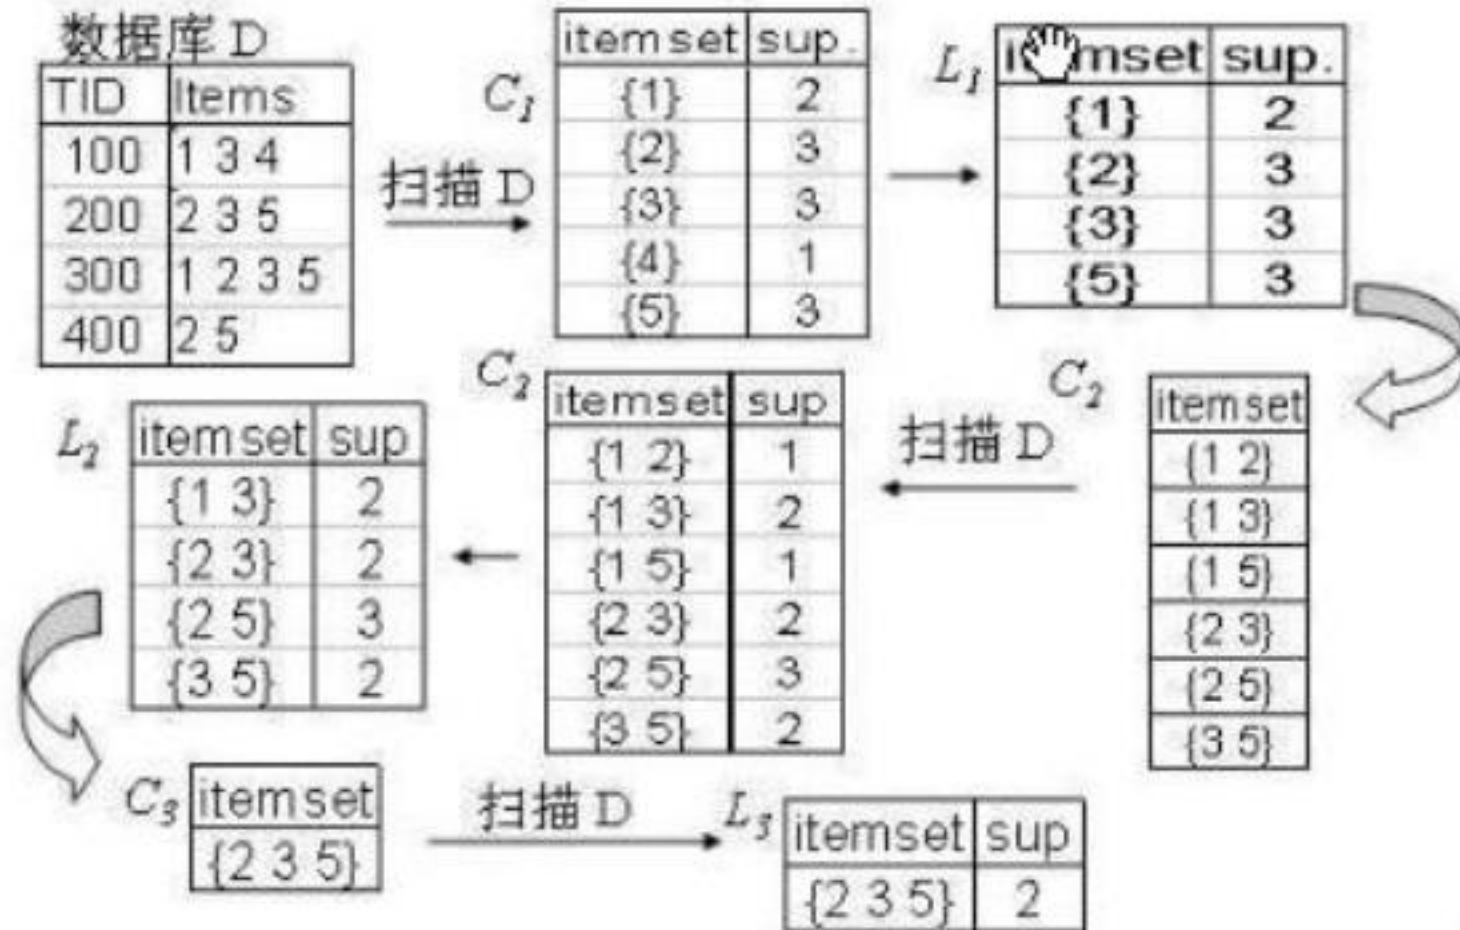 数据库 D
TID Items
100 1 3 4
200 2 3 5
300 1 2 3 5
400 2 5
扫描 D
C1
itemset sup.
{1} 2
{2} 3
{3} 3
{4} 1
{5} 3
L1
mset sup.
{1} 2
{2} 3
{3} 3
{5} 3
C2
itemset
{1 2}
{1 3}
{1 5}
{2 3}
{2 5}
{3 5}
扫描 D
C2
itemset sup
{1 2} 1
{1 3} 2
{1 5} 1
{2 3} 2
{2 5} 3
{3 5} 2
L2
itemset sup
{1 3} 2
{2 3} 2
{2 5} 3
{3 5} 2
C3
itemset
{2 3 5}
扫描 D
L3
itemset sup
{2 3 5} 2